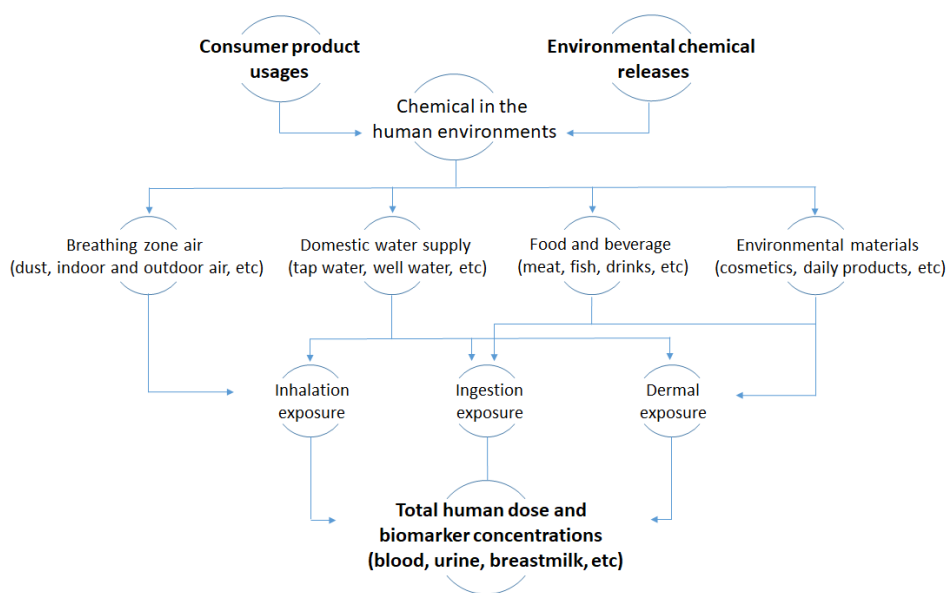 Consumer product
usages
Environmental chemical
releases
Chemical in the
human environments
Breathing zone air
(dust, indoor and outdoor air, etc)
Domestic water supply
(tap water, well water, etc)
Food and beverage
(meat, fish, drinks, etc)
Environmental materials
(cosmetics, daily products, etc)
Inhalation
exposure
Ingestion
exposure
Dermal
exposure
Total human dose and
biomarker concentrations
(blood, urine, breastmilk, etc)